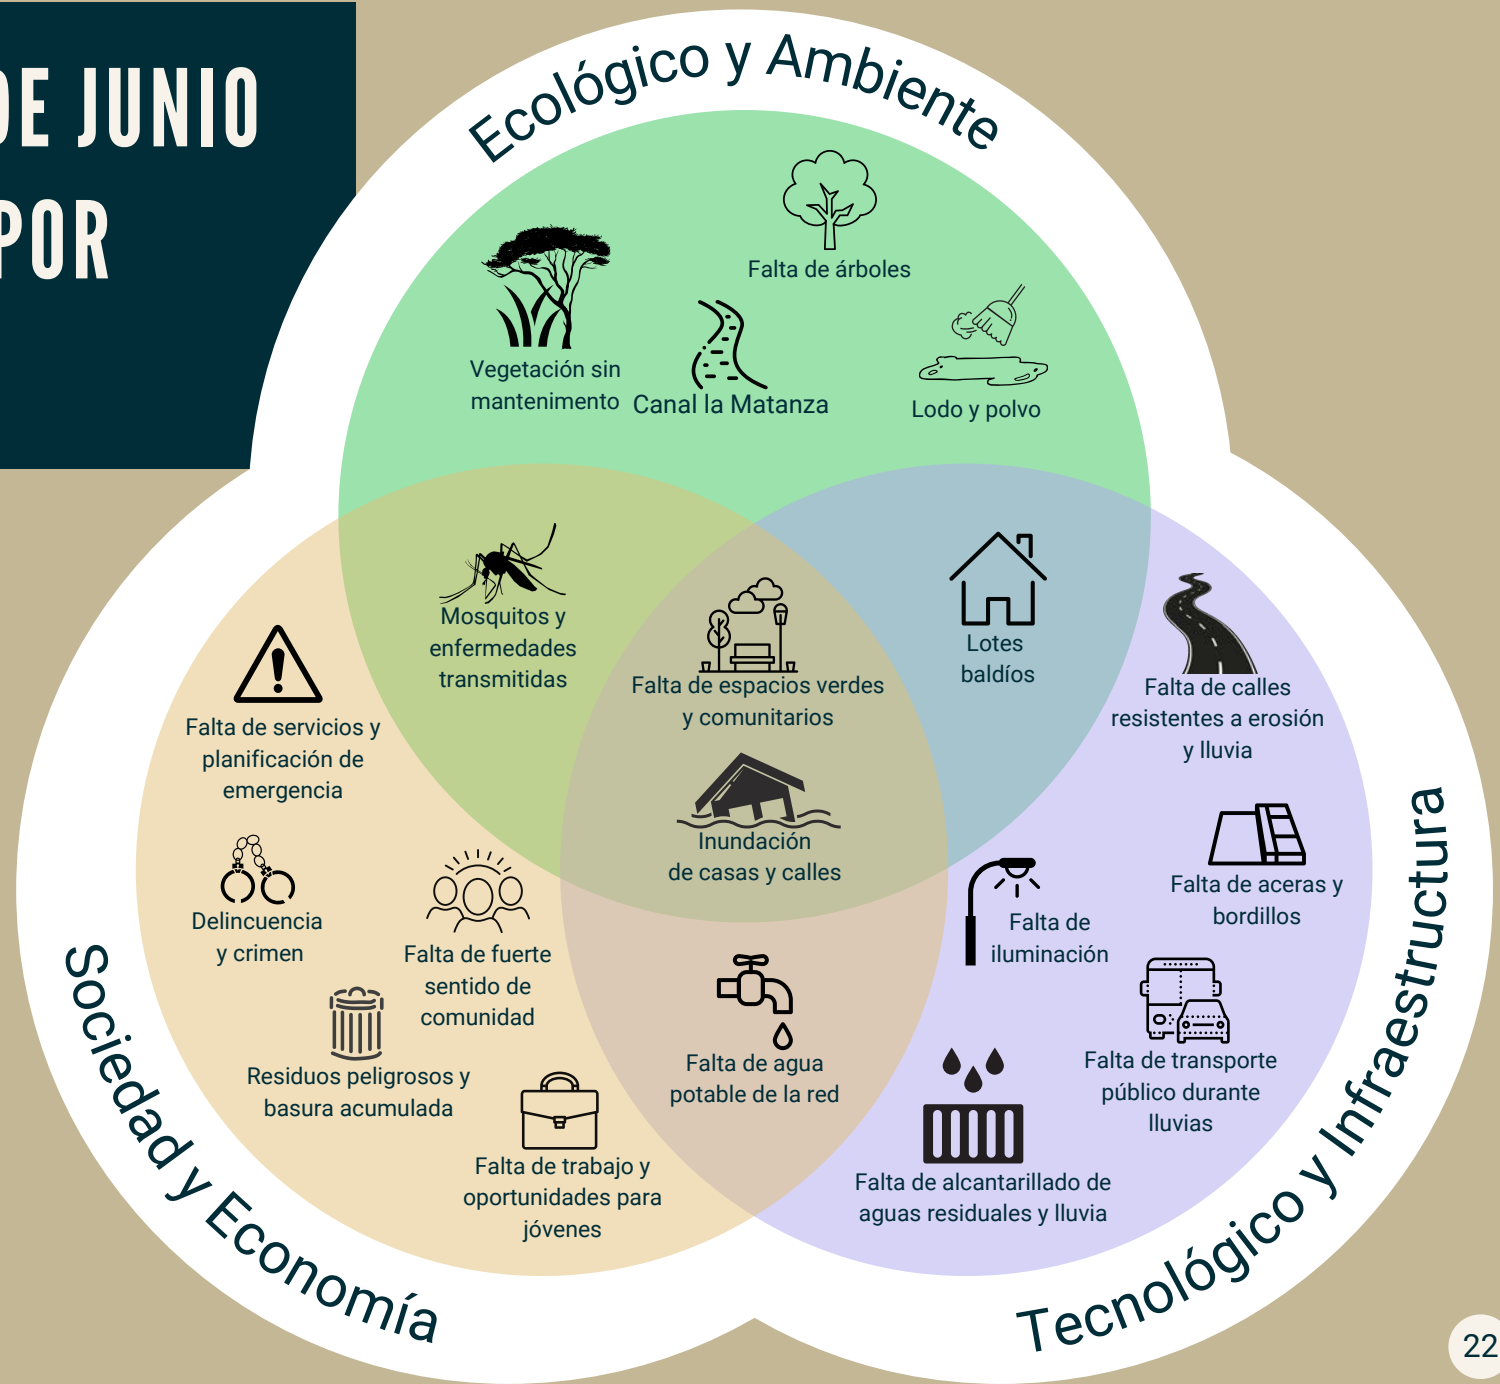 DE JUNIO
POR
Ecológico y Ambiente
Falta de árboles
Vegetación sin
mantenimento
Canal la Matanza
Lodo y polvo
Mosquitos y
enfermedades
transmitidas
Falta de espacios verdes
y comunitarios
Lotes
baldíos
Falta de calles
resistentes a erosión
y lluvia
Falta de servicios y
planificación de
emergencia
Inundación
de casas y calles
Falta de aceras y
bordillos
Delincuencia
y crimen
Falta de fuerte
sentido de
comunidad
Falta de
iluminación
Residuos peligrosos y
basura acumulada
Falta de agua
potable de la red
Falta de transporte
público durante
lluvias
Falta de trabajo y
oportunidades para
jóvenes
Falta de alcantarillado de
aguas residuales y lluvia
Sociedad y Economía
Tecnológico y Infraestructura
22